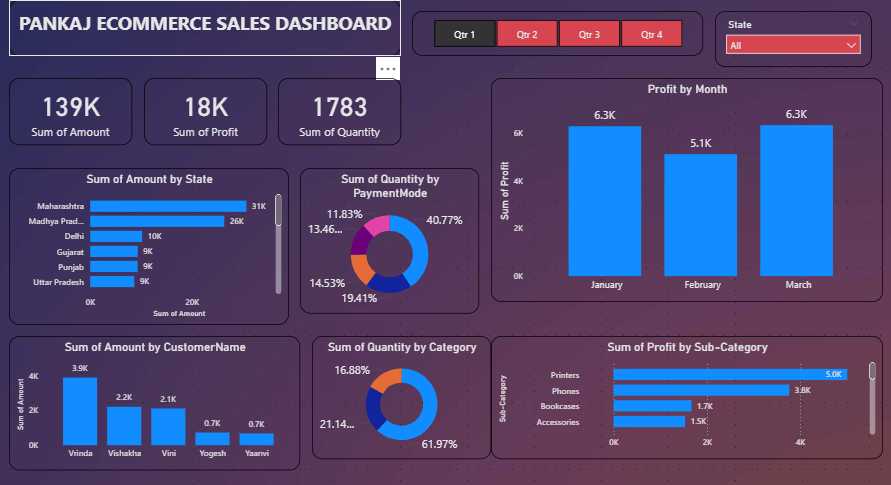 PANKAJ ECOMMERCE SALES DASHBOARD
Qtr 1
Qtr 2
Qtr 3
Qtr 4
State
All
139K
Sum of Amount
18K
Sum of Profit
1783
Sum of Quantity
Profit by Month
Sum of Profit
6K
4K
2K
0K
6.3K
5.1K
6.3K
January
February
March
Sum of Amount by State
Maharashtra
31K
Madhya Prad...
26K
Delhi
10K
Gujarat
9K
Punjab
9K
Uttar Pradesh
9K
0K
20K
Sum of Amount
Sum of Quantity by
PaymentMode
11.83%
40.77%
13.46...
14.53%
19.41%
Sum of Amount by CustomerName
Sum of Amount
4K
2K
0K
3.9K
2.2K
2.1K
0.7K
0.7K
Vrinda
Vishakha
Vini
Yogesh
Yaanvi
Sum of Quantity by Category
16.88%
21.14...
61.97%
Sum of Profit by Sub-Category
Sub-Category
Printers
5.0K
Phones
3.8K
Bookcases
1.7K
Accessories
1.5K
0K
2K
4K